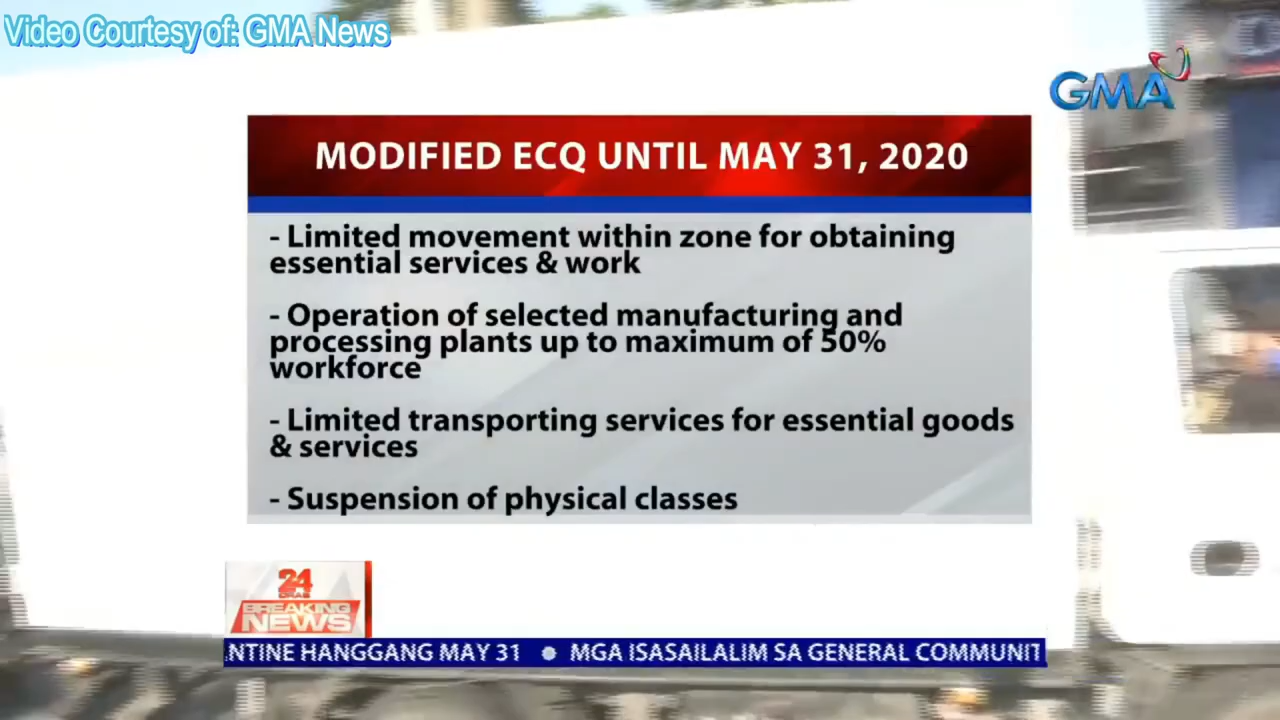 Video Courtesy of: GMA News
GMA
MODIFIED ECQ UNTIL MAY 31, 2020
- Limited movement within zone for obtaining
essential services & work
- Operation of selected manufacturing and
processing plants up to maximum of 50%
workforce
- Limited transporting services for essential goods
& services
- Suspension of physical classes
24
ORAS
BREAKING
NEWS
NTINE HANGGANG MAY 31 ● MGA ISASAILALIM SA GENERAL COMMUNIT